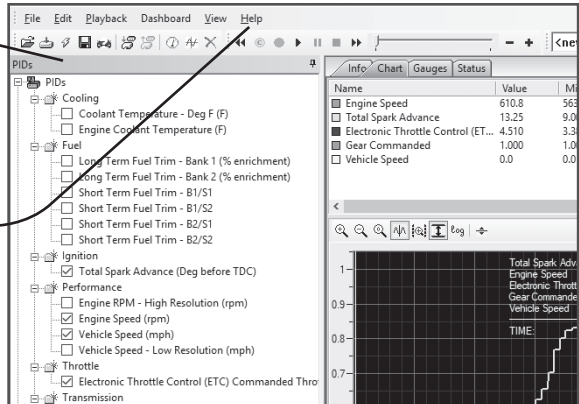 File Edit Playback Dashboard View Help
<ne
PIDs
PIDs
Cooling
Coolant Temperature - Deg F (F)
Engine Coolant Temperature (F)
Fuel
Long Term Fuel Trim - Bank 1 (% enrichment)
Long Term Fuel Trim - Bank 2 (% enrichment)
Short Term Fuel Trim - B1/S1
Short Term Fuel Trim - B1/S2
Short Term Fuel Trim - B2/S1
Short Term Fuel Trim - B2/S2
Ignition
Total Spark Advance (Deg before TDC)
Performance
Engine RPM - High Resolution (rpm)
Engine Speed (rpm)
Vehicle Speed (mph)
Vehicle Speed - Low Resolution (mph)
Throttle
Electronic Throttle Control (ETC) Commanded Thro
Transmission
Info Chart Gauges Status
Name Value Mi
Engine Speed 610.8 563
Total Spark Advance 13.25 9.00
Electronic Throttle Control (ET... 4.510 3.3
Gear Commanded 1.000 1.00
Vehicle Speed 0.0 0.0
<
log
1
0.9
0.8
0.7
Total Spark Adv
Engine Speed
Electronic Thrott
Gear Commande
Vehicle Speed
TIME: